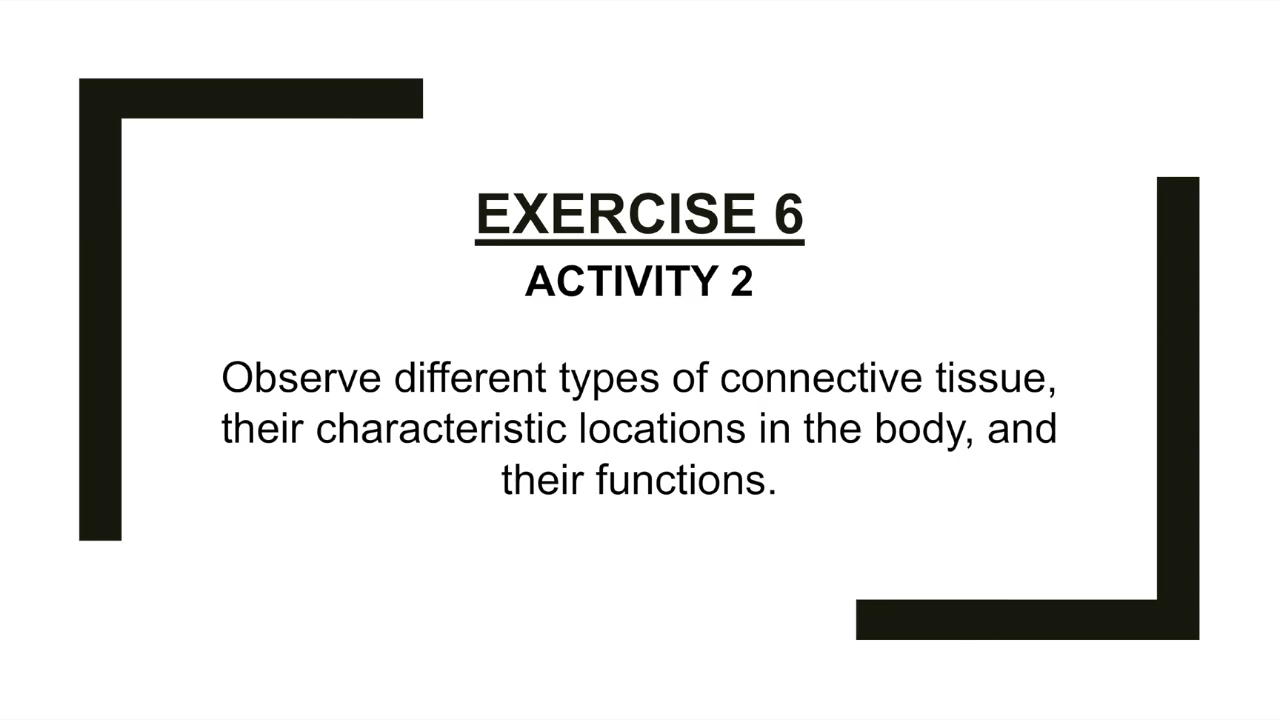 EXERCISE 6
ACTIVITY 2
Observe different types of connective tissue,
their characteristic locations in the body, and
their functions.